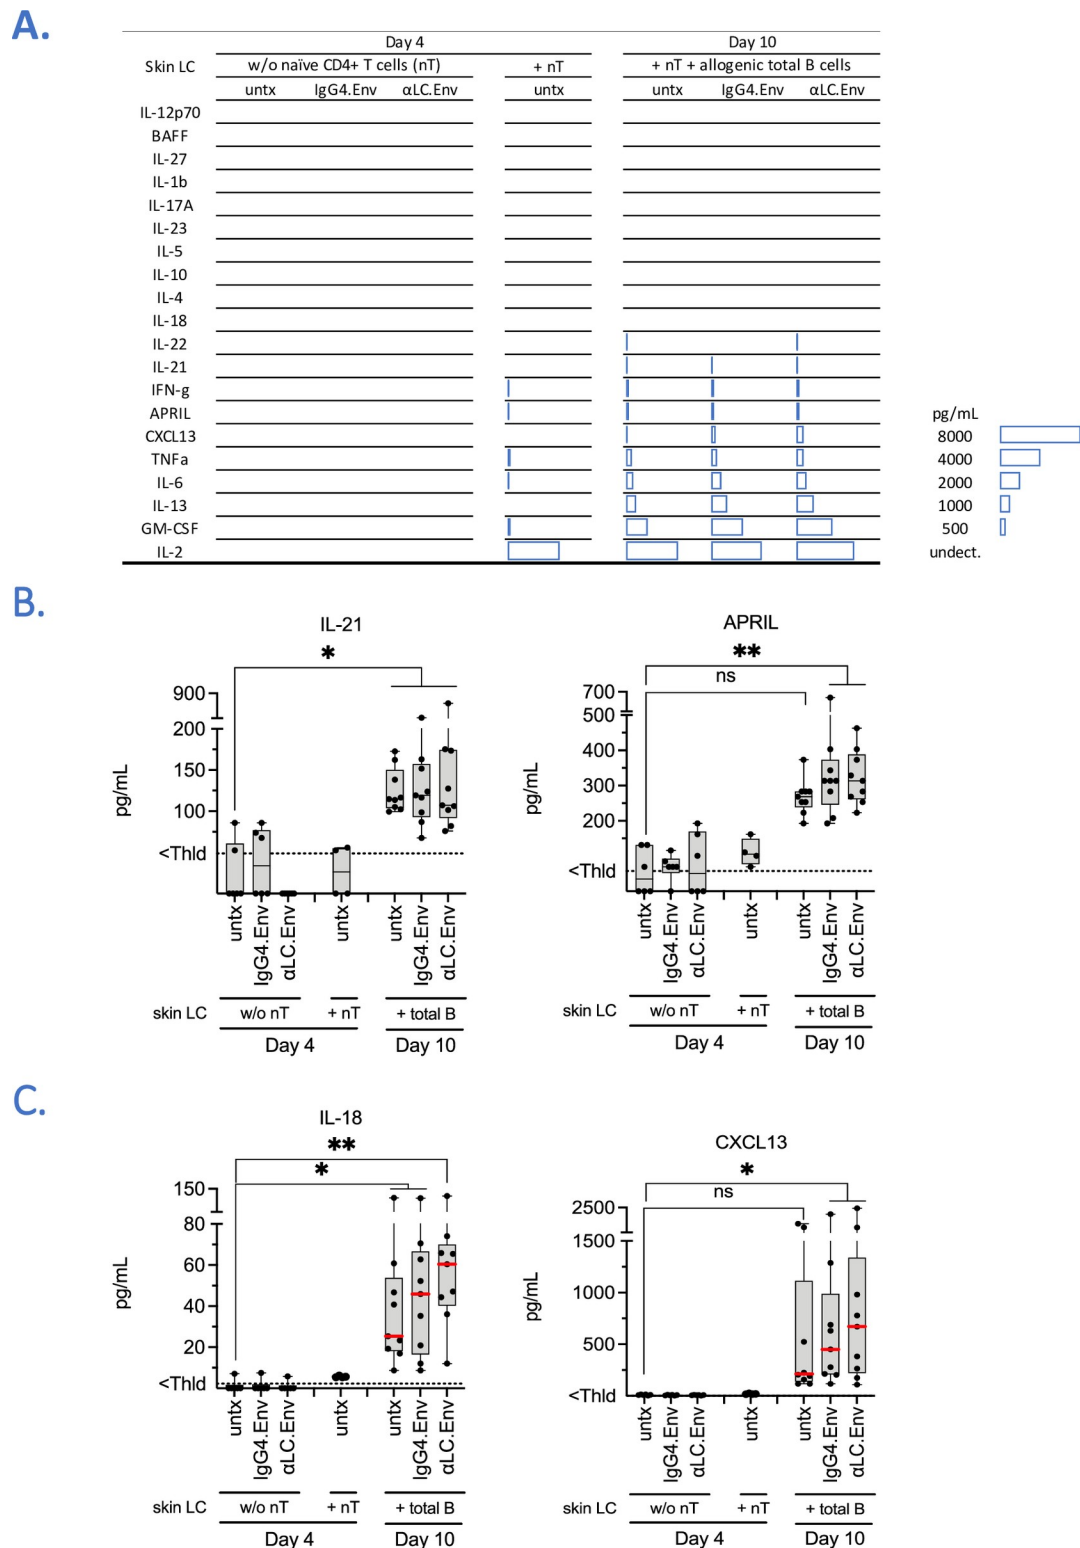 A.
Day 4 Day 10
Skin LC w/o naïve CD4+ T cells (nT) + nT + nT + allogenic total B cells
untx IgG4.Env αLC.Env untx untx IgG4.Env αLC.Env
IL-12p70
BAFF
IL-27
IL-1b
IL-17A
IL-23
IL-5
IL-10
IL-4
IL-18
IL-22
IL-21
IFN-g
APRIL pg/mL
CXCL13 8000
TNFa 4000
IL-6 2000
IL-13 1000
GM-CSF 500
IL-2 undect.
B.
IL-21
*
900
200
150
100
<Thld
pg/mL
untx IgG4.Env αLC.Env untx untx IgG4.Env αLC.Env
skin LC w/o nT + nT + total B
Day 4 Day 10
APRIL
**
ns
700
500
400
300
200
<Thld
pg/mL
untx IgG4.Env αLC.Env untx untx IgG4.Env αLC.Env
skin LC w/o nT + nT + total B
Day 4 Day 10
C.
IL-18
**
*
150
80
60
40
20
<Thld
pg/mL
untx IgG4.Env αLC.Env untx untx IgG4.Env αLC.Env
skin LC w/o nT + nT + total B
Day 4 Day 10
CXCL13
*
ns
2500
1500
1000
500
<Thld
pg/mL
untx IgG4.Env αLC.Env untx untx IgG4.Env αLC.Env
skin LC w/o nT + nT + total B
Day 4 Day 10